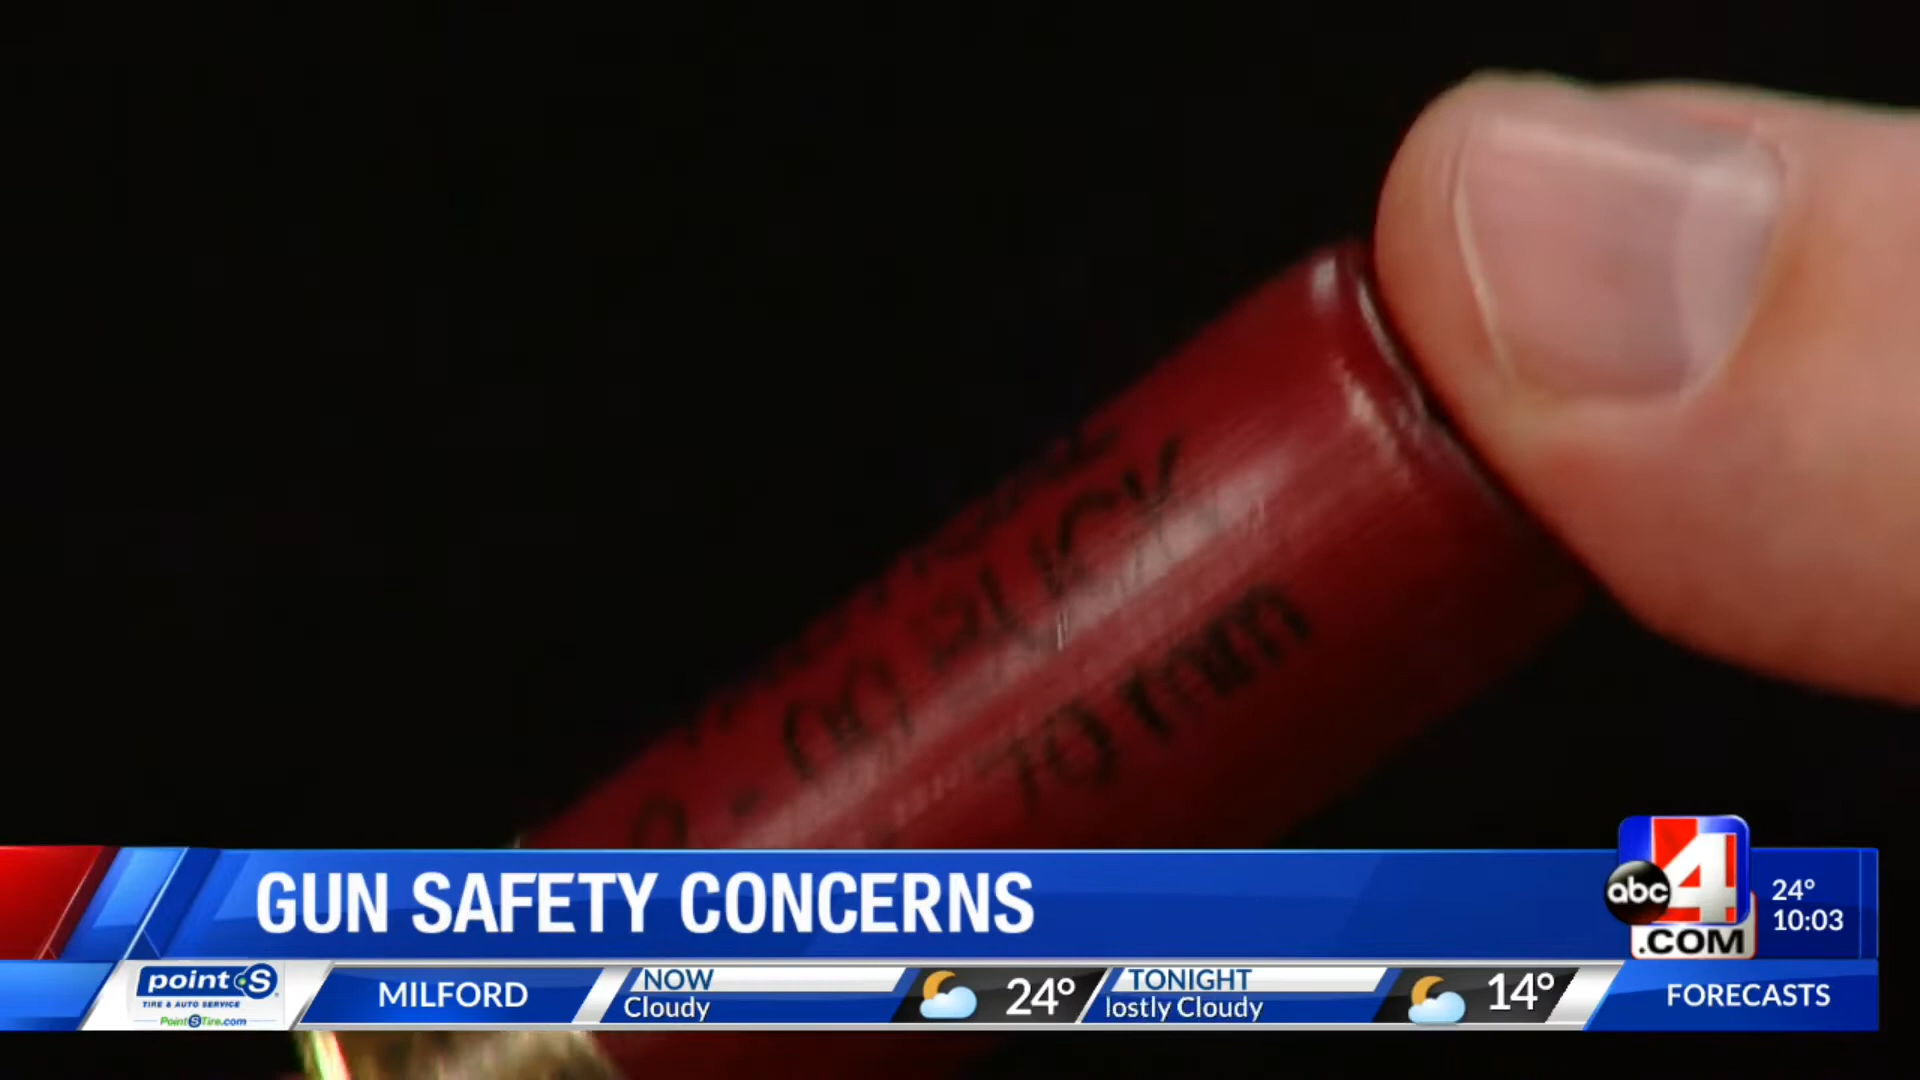 00 BUCK
70 mm
GUN SAFETY CONCERNS
abc
4
.COM
24°
10:03
point S
TIRE & AUTO SERVICE
PointSTire.com
MILFORD
NOW
Cloudy
24°
TONIGHT
lostly Cloudy
14°
FORECASTS